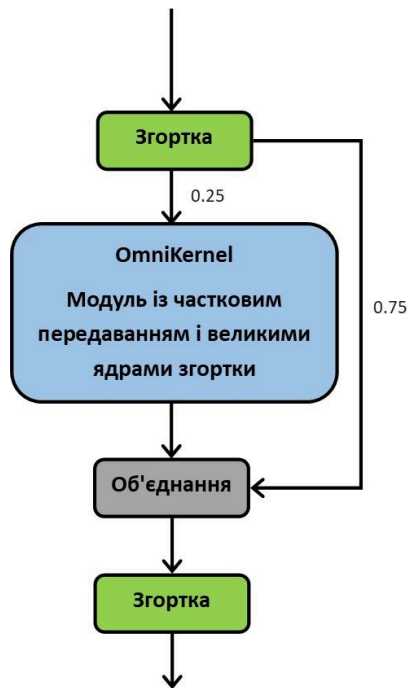 Згортка
0.25
OmniKernel
Модуль із частковим
передаванням і великими
ядрами згортки
0.75
Об'єднання
Згортка